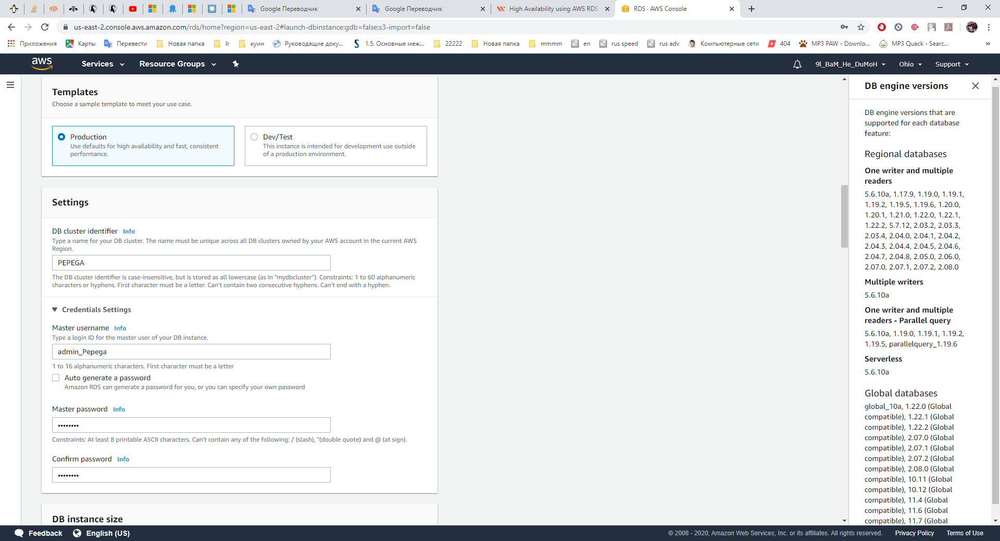 Google Переводчик
Google Переводчик
High Availability using AWS RDS
RDS · AWS Console
us-east-2.console.aws.amazon.com/rds/home?region=us-east-2#launch-dbinstance:gdb=false;s3-import=false
Приложения
Карты
Перевести
Новая папка
lr
куин
Руководящие доку...
1.5. Основные меж...
22222
Новая папка
mmmm
en
rus speed
rus adv
Компьютерные сети
404
MP3 PAW - Downlo...
MP3 Quack - Searc...
»
aws
Services
Resource Groups
9l_BaM_He_DuMoH
Ohio
Support
Templates
Choose a sample template to meet your use case.
Production
Use defaults for high availability and fast, consistent
performance.
Dev/Test
This instance is intended for development use outside
of a production environment.
Settings
DB cluster identifier Info
Type a name for your DB cluster. The name must be unique across all DB clusters owned by your AWS account in the current AWS
Region.
PEPEGA
The DB cluster identifier is case-insensitive, but is stored as all lowercase (as in "mydbcluster"). Constraints: 1 to 60 alphanumeric
characters or hyphens. First character must be a letter. Can't contain two consecutive hyphens. Can't end with a hyphen.
Credentials Settings
Master username Info
Type a login ID for the master user of your DB instance.
admin_Pepega
1 to 16 alphanumeric characters. First character must be a letter
Auto generate a password
Amazon RDS can generate a password for you, or you can specify your own password
Master password Info
••••••••
Constraints: At least 8 printable ASCII characters. Can't contain any of the following: / (slash), "(double quote) and @ (at sign).
Confirm password Info
••••••••
DB instance size
DB engine versions
DB engine versions that are
supported for each database
feature:
Regional databases
One writer and multiple
readers
5.6.10a, 1.17.9, 1.19.0, 1.19.1,
1.19.2, 1.19.5, 1.19.6, 1.20.0,
1.20.1, 1.21.0, 1.22.0, 1.22.1,
1.22.2, 5.7.12, 2.03.2, 2.03.3,
2.03.4, 2.04.0, 2.04.1, 2.04.2,
2.04.3, 2.04.4, 2.04.5, 2.04.6,
2.04.7, 2.04.8, 2.05.0, 2.06.0,
2.07.0, 2.07.1, 2.07.2, 2.08.0
Multiple writers
5.6.10a
One writer and multiple
readers - Parallel query
5.6.10a, 1.19.0, 1.19.1, 1.19.2,
1.19.5, parallelquery_1.19.6
Serverless
5.6.10a
Global databases
global_10a, 1.22.0 (Global
compatible), 1.22.1 (Global
compatible), 1.22.2 (Global
compatible), 2.07.0 (Global
compatible), 2.07.1 (Global
compatible), 2.07.2 (Global
compatible), 2.08.0 (Global
compatible), 10.11 (Global
compatible), 10.12 (Global
compatible), 11.4 (Global
compatible), 11.6 (Global
compatible), 11.7 (Global
Feedback
English (US)
© 2008 - 2020, Amazon Web Services, Inc. or its affiliates. All rights reserved.
Privacy Policy
Terms of Use